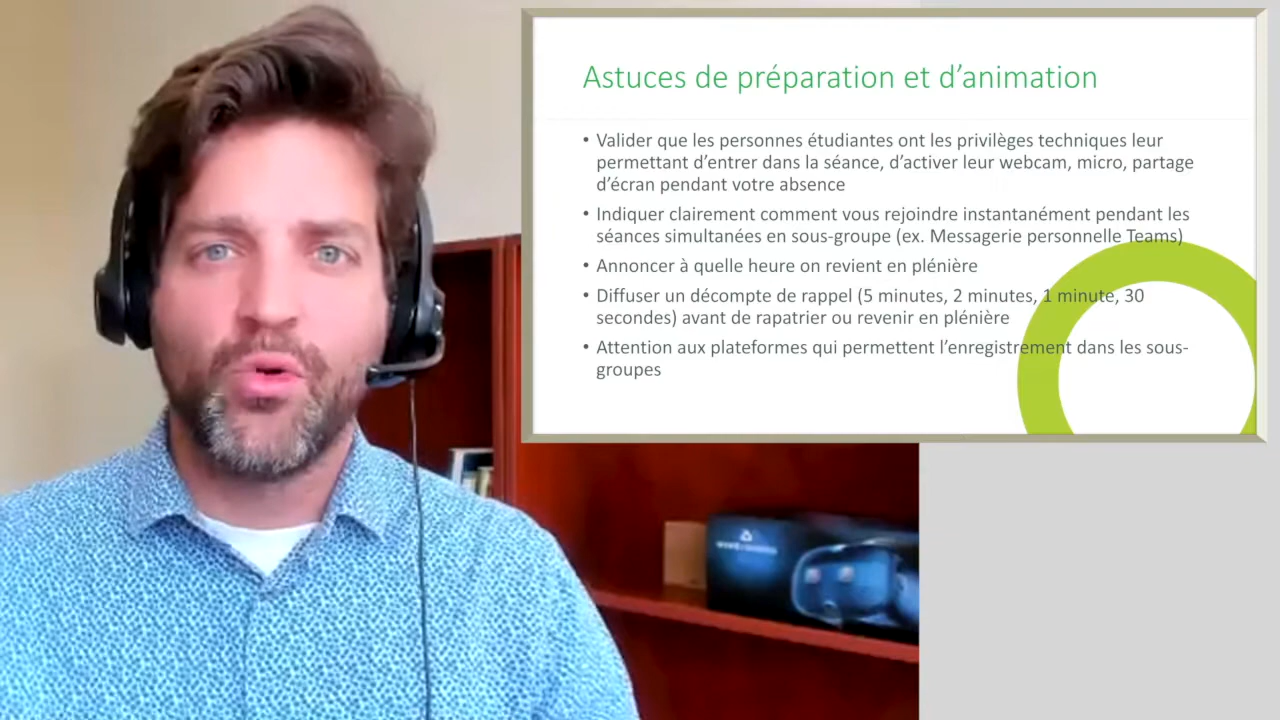 Astuces de préparation et d’animation
• Valider que les personnes étudiantes ont les privilèges techniques leur
permettant d’entrer dans la séance, d’activer leur webcam, micro, partage
d’écran pendant votre absence
• Indiquer clairement comment vous rejoindre instantanément pendant les
séances simultanées en sous-groupe (ex. Messagerie personnelle Teams)
• Annoncer à quelle heure on revient en plénière
• Diffuser un décompte de rappel (5 minutes, 2 minutes, 1 minute, 30
secondes) avant de rapatrier ou revenir en plénière
• Attention aux plateformes qui permettent l’enregistrement dans les sous-
groupes